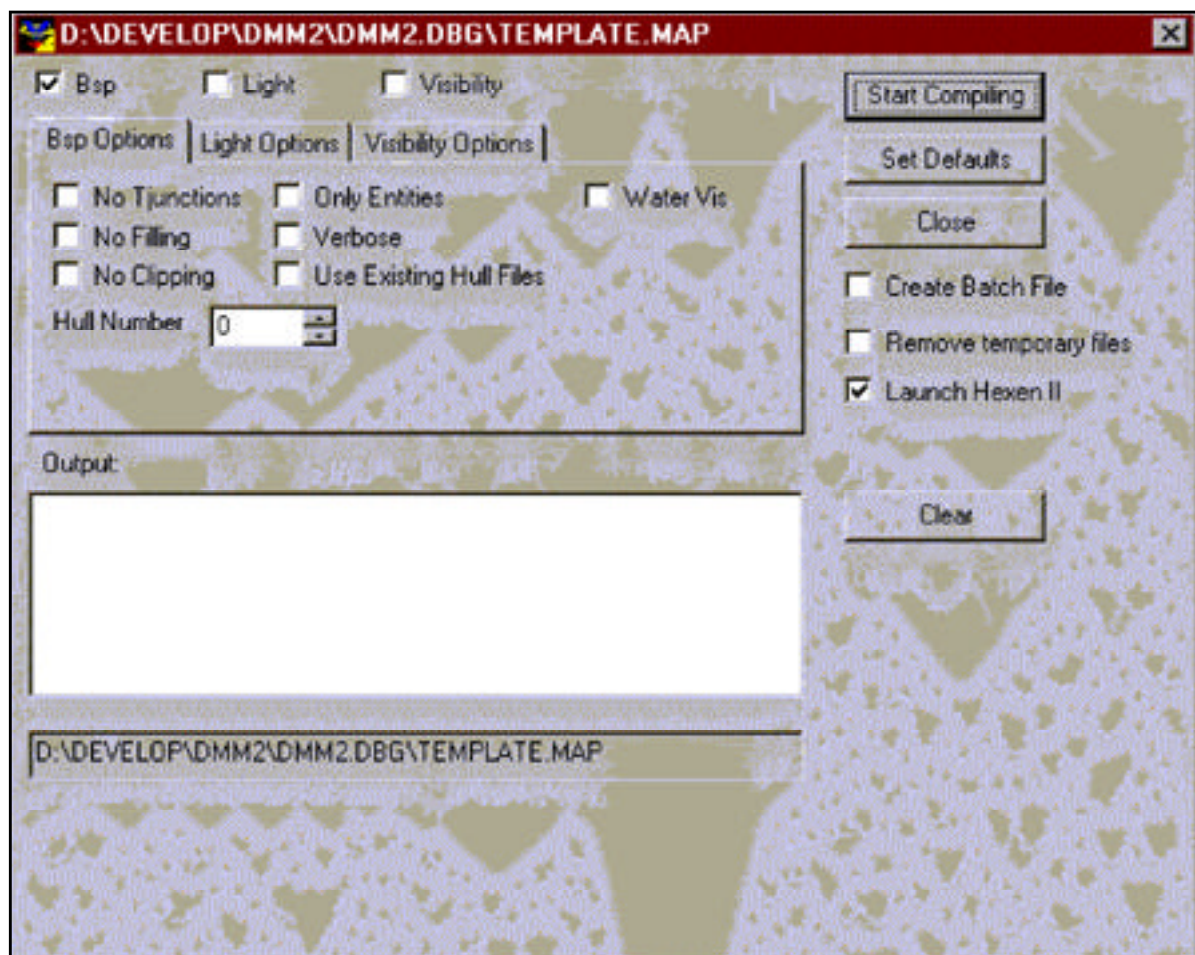 D:\DEVELOP\DMM2\DMM2.DBG\TEMPLATE.MAP
Bsp
Light
Visibility
Bsp Options
Light Options
Visibility Options
No Tjunctions
Only Entities
Water Vis
No Filling
Verbose
No Clipping
Use Existing Hull Files
Hull Number
0
Start Compiling
Set Defaults
Close
Create Batch File
Remove temporary files
Launch Hexen II
Output:
Clear
D:\DEVELOP\DMM2\DMM2.DBG\TEMPLATE.MAP